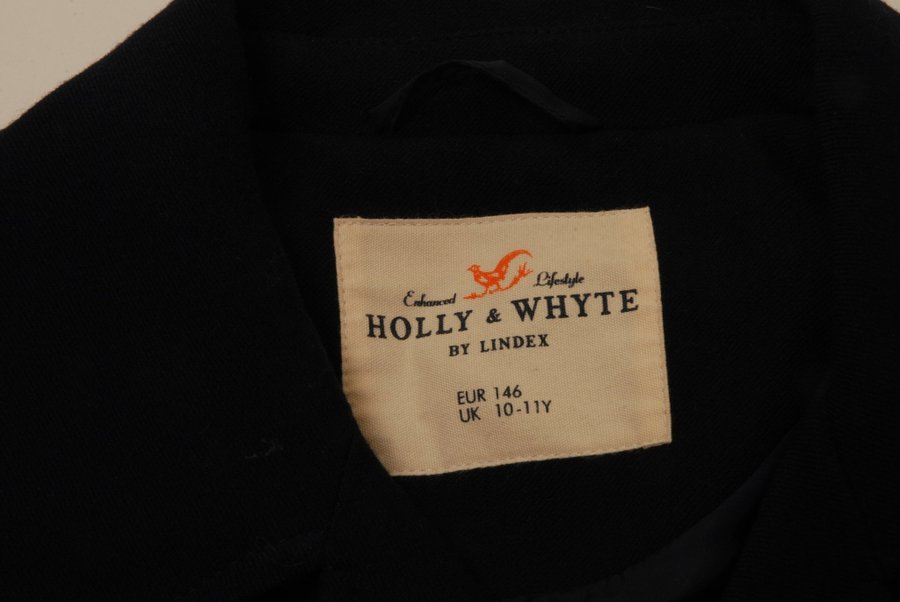 Enhanced Lifestyle
HOLLY & WHYTE
BY LINDEX
EUR 146
UK 10-11Y